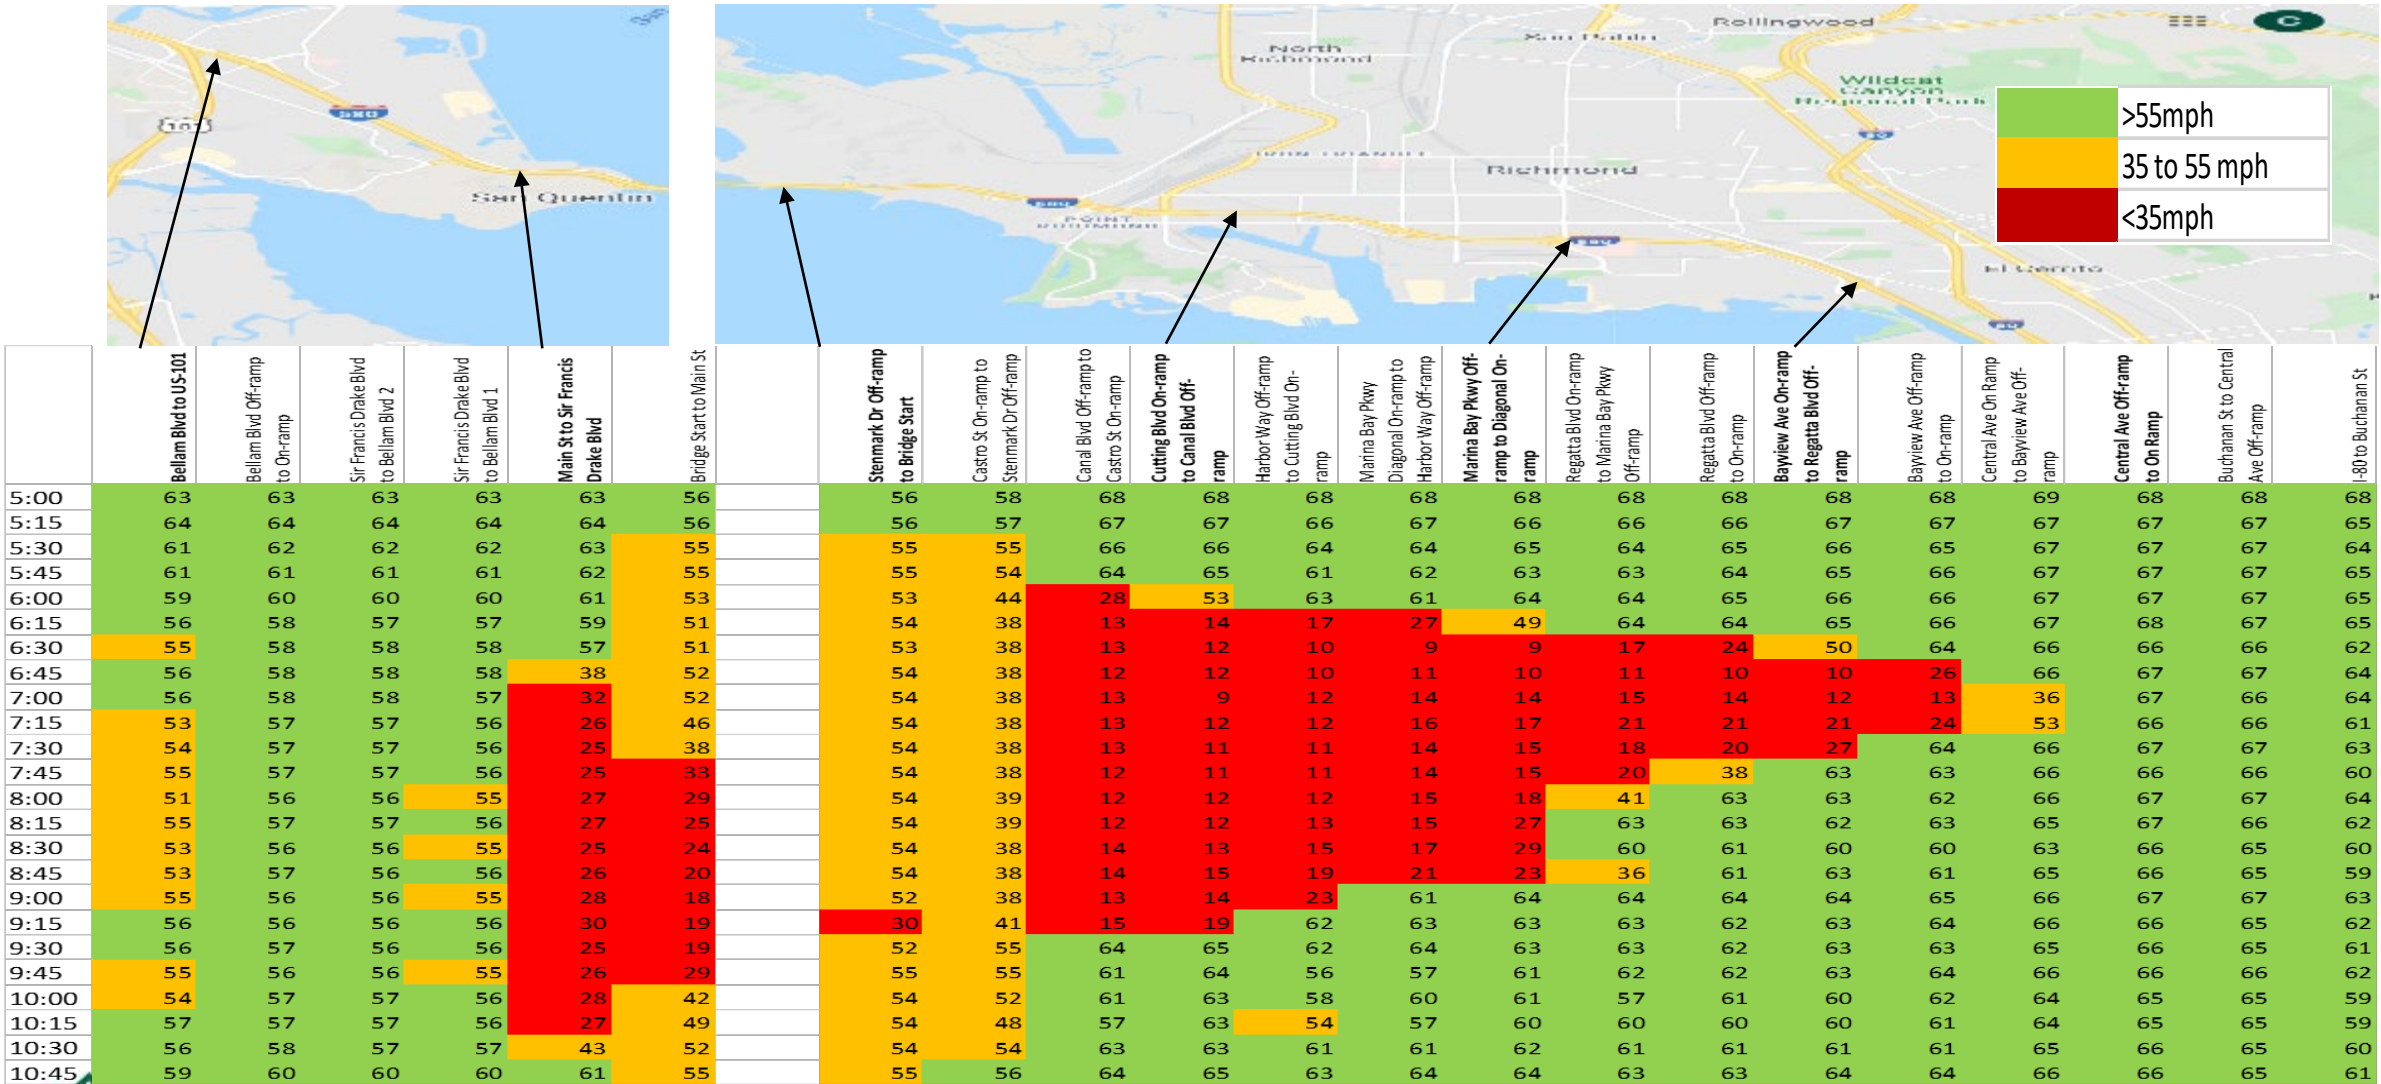 North
Richmond
Rollingwood
Wildcat
Canyon
Regional Park
C
>55mph
35 to 55 mph
<35mph
580
101
San Quentin
580
POINT
RICHMOND
Richmond
580
80
El Cerrito
80
Bellam Blvd to US-101
Bellam Blvd Off-ramp
to On-ramp
Sir Francis Drake Blvd
to Bellam Blvd 2
Sir Francis Drake Blvd
to Bellam Blvd 1
Main St to Sir Francis
Drake Blvd
Bridge Start to Main St
Stenmark Dr Off-ramp
to Bridge Start
Castro St On-ramp to
Stenmark Dr Off-ramp
Canal Blvd Off-ramp to
Castro St On-ramp
Cutting Blvd On-ramp
to Canal Blvd Off-
ramp
Harbor Way Off-ramp
to Cutting Blvd On-
ramp
Marina Bay Pkwy
Diagonal On-ramp to
Harbor Way Off-ramp
Marina Bay Pkwy Off-
ramp to Diagonal On-
ramp
Regatta Blvd On-ramp
to Marina Bay Pkwy
Off-ramp
Regatta Blvd Off-ramp
to On-ramp
Bayview Ave On-ramp
to Regatta Blvd Off-
ramp
Bayview Ave Off-ramp
to On-ramp
Central Ave On Ramp
to Bayview Ave Off-
ramp
Central Ave Off-ramp
to On Ramp
Buchanan St to Central
Ave Off-ramp
I-80 to Buchanan St
5:00 63 63 63 63 63 56 56 58 68 68 68 68 68 68 68 68 68 69 68 68 68
5:15 64 64 64 64 64 56 56 57 67 67 66 67 66 66 66 67 67 67 67 67 65
5:30 61 62 62 62 63 55 55 55 66 66 64 64 65 64 65 66 65 67 67 67 64
5:45 61 61 61 61 62 55 55 54 64 65 61 62 63 63 64 65 66 67 67 67 65
6:00 59 60 60 60 61 53 53 44 28 53 63 61 64 64 65 66 66 67 67 67 65
6:15 56 58 57 57 59 51 54 38 13 14 17 27 49 64 64 65 66 67 68 67 65
6:30 55 58 58 58 57 51 53 38 13 12 10 9 9 17 24 50 64 66 66 66 62
6:45 56 58 58 58 38 52 54 38 12 12 10 11 10 11 10 10 26 66 67 67 64
7:00 56 58 58 57 32 52 54 38 13 9 12 14 14 15 14 12 13 36 67 66 64
7:15 53 57 57 56 26 46 54 38 13 12 12 16 17 21 21 21 24 53 66 66 61
7:30 54 57 57 56 25 38 54 38 13 11 11 14 15 18 20 27 64 66 67 67 63
7:45 55 57 57 56 25 33 54 38 12 11 11 14 15 20 38 63 63 66 66 66 60
8:00 51 56 56 55 27 29 54 39 12 12 12 15 18 41 63 63 62 66 67 67 64
8:15 55 57 57 56 27 25 54 39 12 12 13 15 27 63 63 62 63 65 67 66 62
8:30 53 56 56 55 25 24 54 38 14 13 15 17 29 60 61 60 60 63 66 65 60
8:45 53 57 56 56 26 20 54 38 14 15 19 21 23 36 61 63 61 65 66 65 59
9:00 55 56 56 55 28 18 52 38 13 14 23 61 64 64 64 64 65 66 67 67 63
9:15 56 56 56 56 30 19 30 41 15 19 62 63 63 63 62 63 64 66 66 65 62
9:30 56 57 56 56 25 19 52 55 64 65 62 64 63 63 62 63 63 65 66 65 61
9:45 55 56 56 55 26 29 55 55 61 64 56 57 61 62 62 63 64 66 66 66 62
10:00 54 57 57 56 28 42 54 52 61 63 58 60 61 57 61 60 62 64 65 65 59
10:15 57 57 57 56 27 49 54 48 57 63 54 57 60 60 60 60 61 64 65 65 59
10:30 56 58 57 57 43 52 54 54 63 63 61 61 62 61 61 61 61 65 66 65 60
10:45 59 60 60 60 61 55 55 56 64 65 63 64 64 63 63 64 64 66 66 65 61